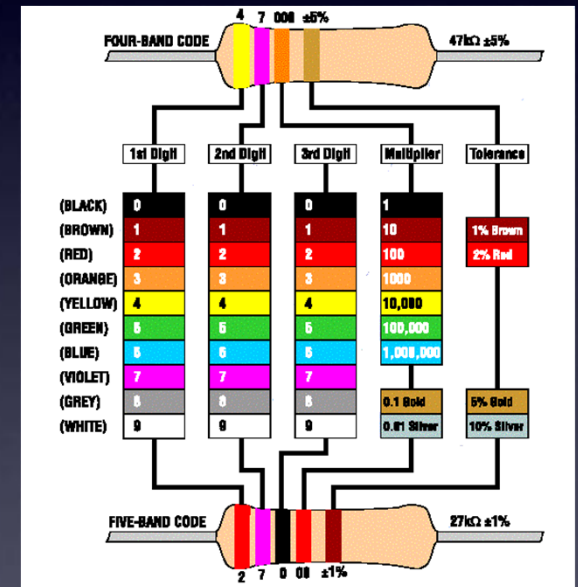 4 7 000 ±5%
FOUR-BAND CODE 47kΩ ±5%
1st Digit 2nd Digit 3rd Digit Multiplier Tolerance
(BLACK) 0 0 0 1
(BROWN) 1 1 1 10 1% Brown
(RED) 2 2 2 100 2% Red
(ORANGE) 3 3 3 1000
(YELLOW) 4 4 4 10,000
(GREEN) 5 5 5 100,000
(BLUE) 6 6 6 1,000,000
(VIOLET) 7 7 7
(GREY) 8 8 8 0.1 Gold 5% Gold
(WHITE) 9 9 9 0.01 Silver 10% Silver
FIVE-BAND CODE 27kΩ ±1%
2 7 0 00 ±1%